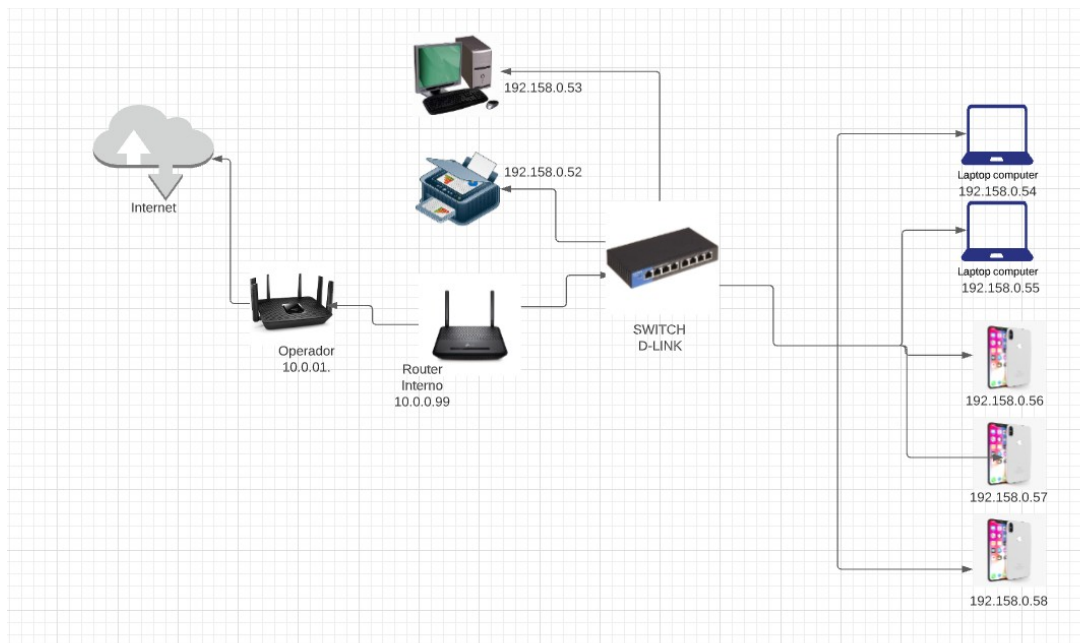 192.158.0.53
192.158.0.52
Internet
Operador
10.0.01.
Router
Interno
10.0.0.99
SWITCH
D-LINK
Laptop computer
192.158.0.54
Laptop computer
192.158.0.55
192.158.0.56
192.158.0.57
192.158.0.58